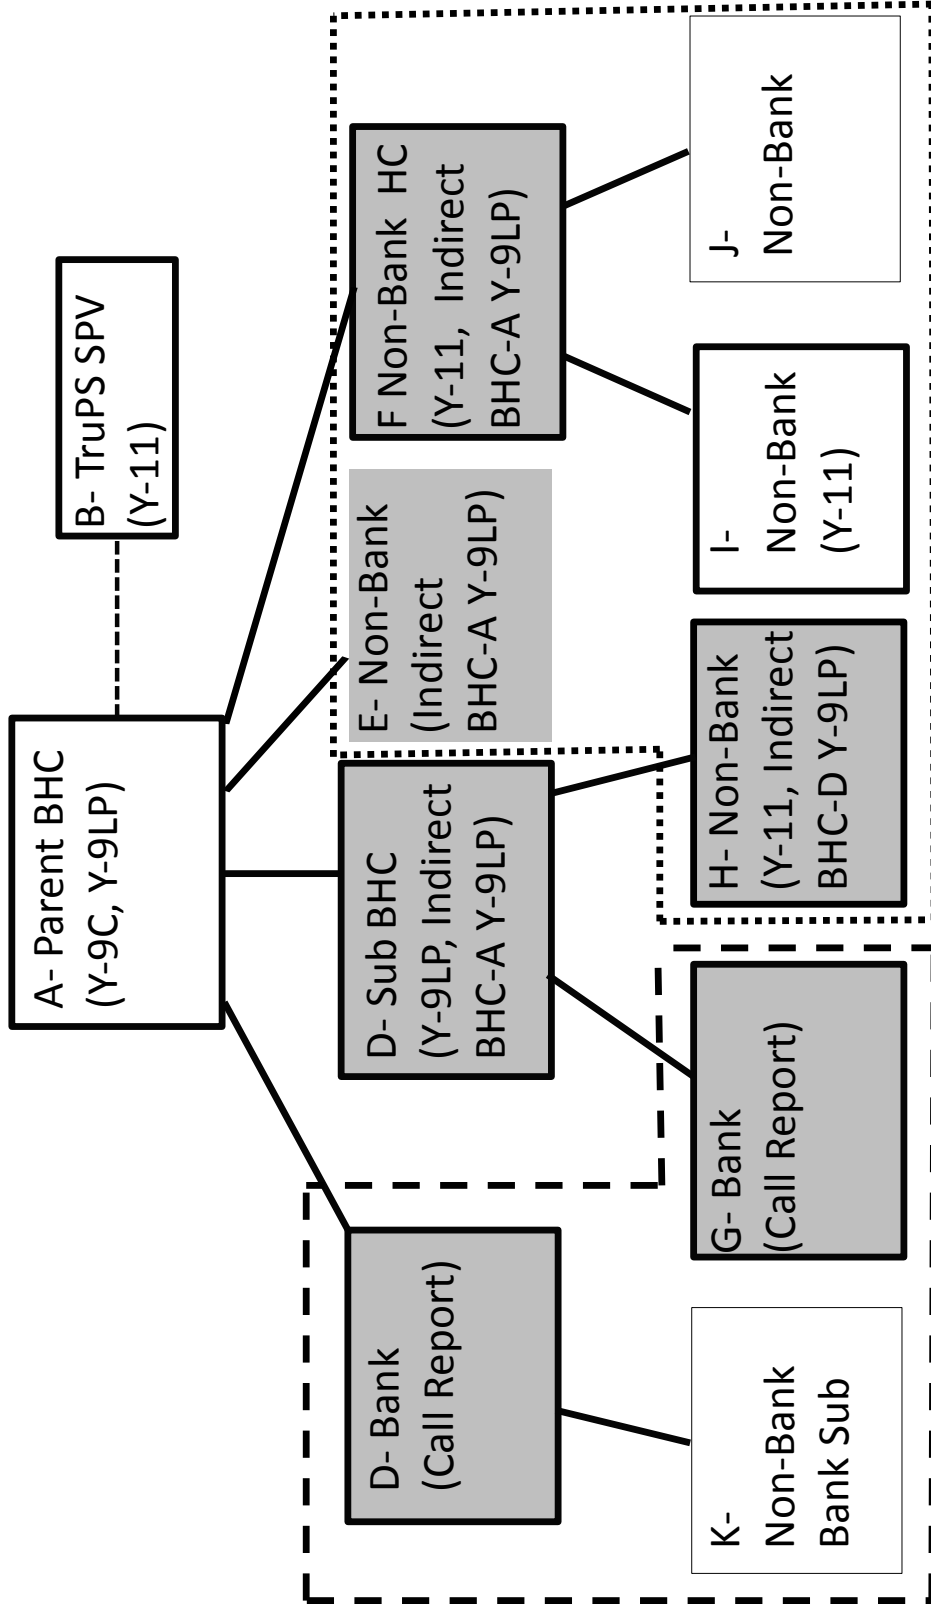 A- Parent BHC
(Y-9C, Y-9LP)
B- TruPS SPV
(Y-11)
D- Bank
(Call Report)
D- Sub BHC
(Y-9LP, Indirect
BHC-A Y-9LP)
E- Non-Bank
(Indirect
BHC-A Y-9LP)
F Non-Bank HC
(Y-11, Indirect
BHC-A Y-9LP)
K-
Non-Bank
Bank Sub
G- Bank
(Call Report)
H- Non-Bank
(Y-11, Indirect
BHC-D Y-9LP)
I-
Non-Bank
(Y-11)
J-
Non-Bank